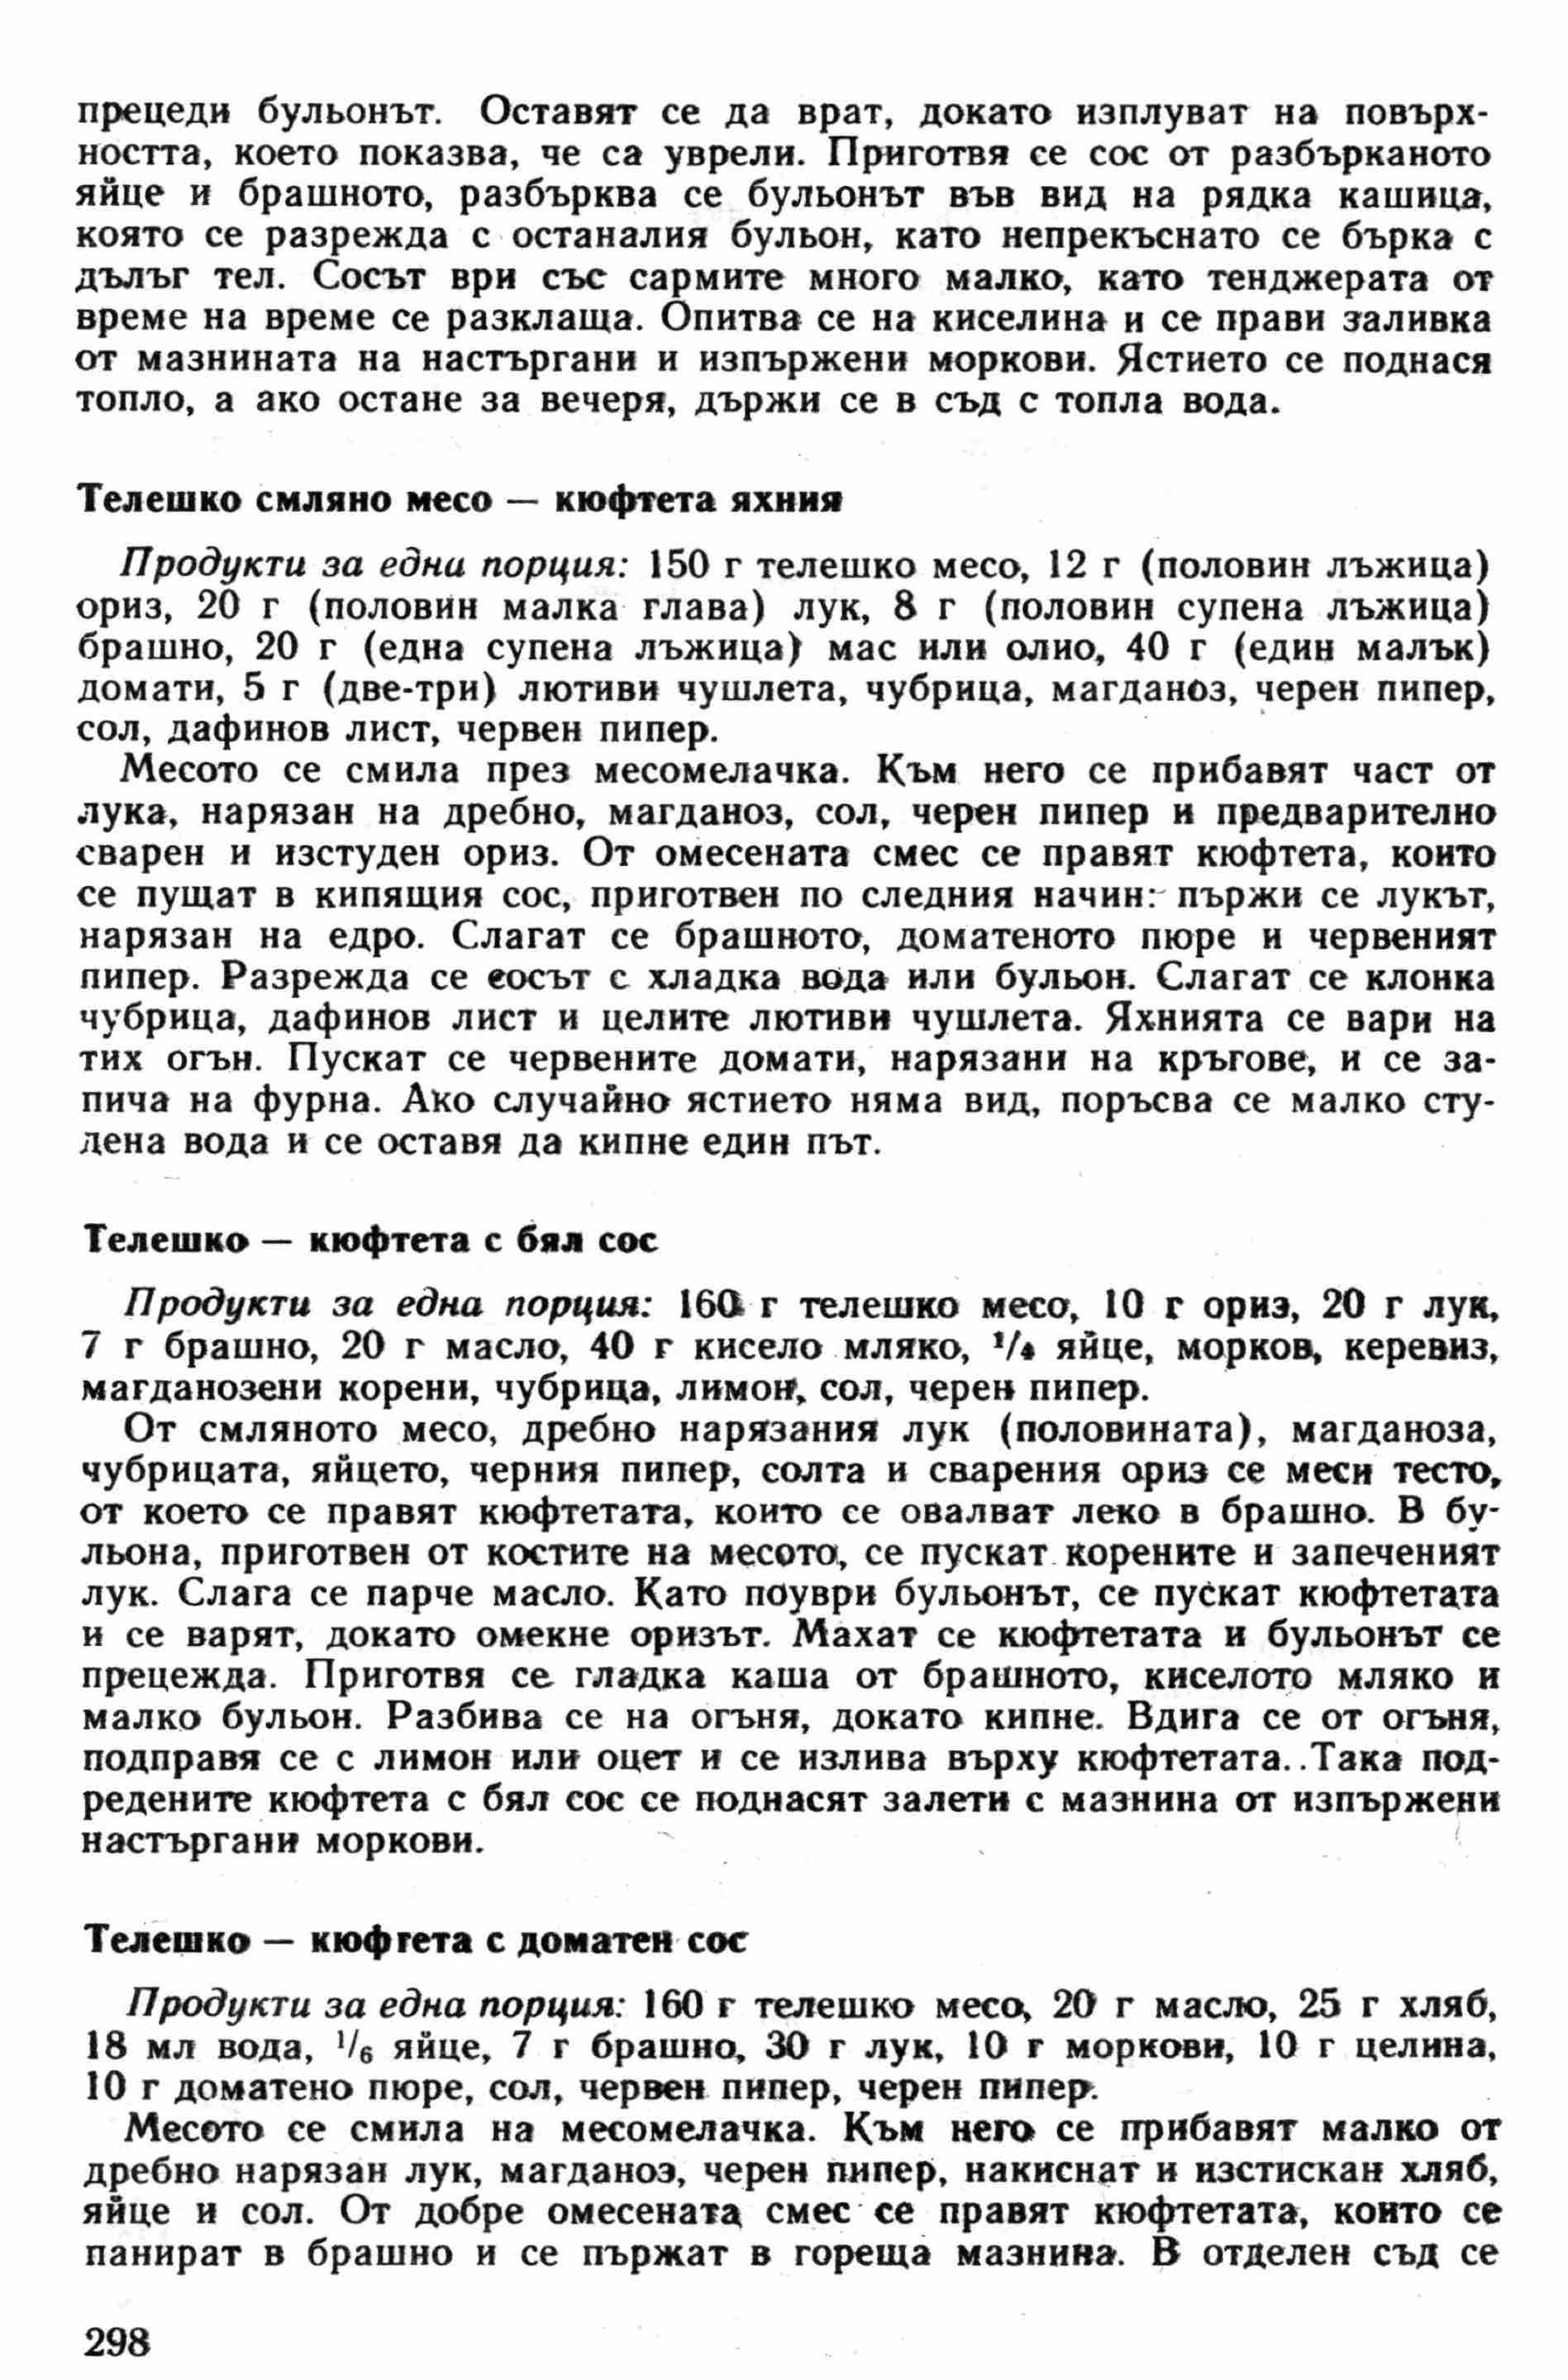 прецеди бульонът. Оставят се да врат, докато изплуват на повърх-
ността, което показва, че са уврели. Приготвя се сос от разбърканото
яйце и брашното, разбърква се бульонът във вид на рядка кашица,
която се разрежда с останалия бульон, като непрекъснато се бърка с
дълъг тел. Сосът ври със сармите много малко, като тенджерата от
време на време се разклаща. Опитва се на киселина и се прави заливка
от мазнината на настъргани и изпържени моркови. Ястието се поднася
топло, а ако остане за вечеря, държи се в съд с топла вода.
Телешко смляно месо — кюфтета яхния
Продукти за една порция: 150 г телешко месо, 12 г (половин лъжица)
ориз, 20 г (половин малка глава) лук, 8 г (половин супена лъжица)
брашно, 20 г (една супена лъжица) мас или олио, 40 г (един малък)
домати, 5 г (две-три) лютиви чушлета, чубрица, магданоз, черен пипер,
сол, дафинов лист, червен пипер.
Месото се смила през месомелачка. Към него се прибавят част от
лука, нарязан на дребно, магданоз, сол, черен пипер и предварително
сварен и изстуден ориз. От омесената смес се правят кюфтета, които
се пущат в кипящия сос, приготвен по следния начин: пържи се лукът,
нарязан на едро. Слагат се брашното, доматеното пюре и червеният
пипер. Разрежда се сосът с хладка вода или бульон. Слагат се клонка
чубрица, дафинов лист и целите лютиви чушлета. Яхнията се вари на
тих огън. Пускат се червените домати, нарязани на кръгове, и се за-
пича на фурна. Ако случайно ястието няма вид, поръсва се малко сту-
дена вода и се оставя да кипне един път.
Телешко — кюфтета с бял сос
Продукти за една порция: 160 г телешко месо, 10 г ориз, 20 г лук,
7 г брашно, 20 г масло, 40 г кисело мляко, 1/4 яйце, морков, керевиз,
магданозени корени, чубрица, лимон, сол, черен пипер.
От смляното месо, дребно нарязания лук (половината), магданоза,
чубрицата, яйцето, черния пипер, солта и сварения ориз се меси тесто,
от което се правят кюфтетата, които се овалват леко в брашно. В бу-
льона, приготвен от костите на месото, се пускат корените и запеченият
лук. Слага се парче масло. Като поуври бульонът, се пускат кюфтетата
и се варят, докато омекне оризът. Махат се кюфтетата и бульонът се
прецежда. Приготвя се гладка каша от брашното, киселото мляко и
малко бульон. Разбива се на огъня, докато кипне. Вдига се от огъня,
подправя се с лимон или оцет и се излива върху кюфтетата. Така под-
редените кюфтета с бял сос се поднасят залети с мазнина от изпържени
настъргани моркови.
Телешко — кюфтета с доматен сос
Продукти за една порция: 160 г телешко месо, 20 г масло, 25 г хляб,
18 мл вода, 1/6 яйце, 7 г брашно, 30 г лук, 10 г моркови, 10 г целина,
10 г доматено пюре, сол, червен пипер, черен пипер.
Месото се смила на месомелачка. Към него се прибавят малко от
дребно нарязан лук, магданоз, черен пипер, накиснат и изстискан хляб,
яйце и сол. От добре омесената смес се правят кюфтетата, които се
панират в брашно и се пържат в гореща мазнина. В отделен съд се
298